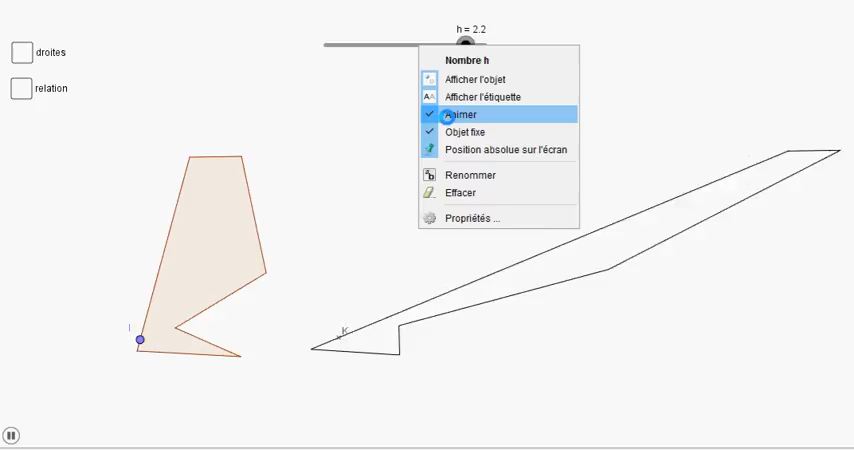 h = 2.2
droites
relation
Nombre h
Afficher l'objet
AA Afficher l'étiquette
Animer
Objet fixe
Position absolue sur l'écran
a b Renommer
Effacer
Propriétés ...
I
K